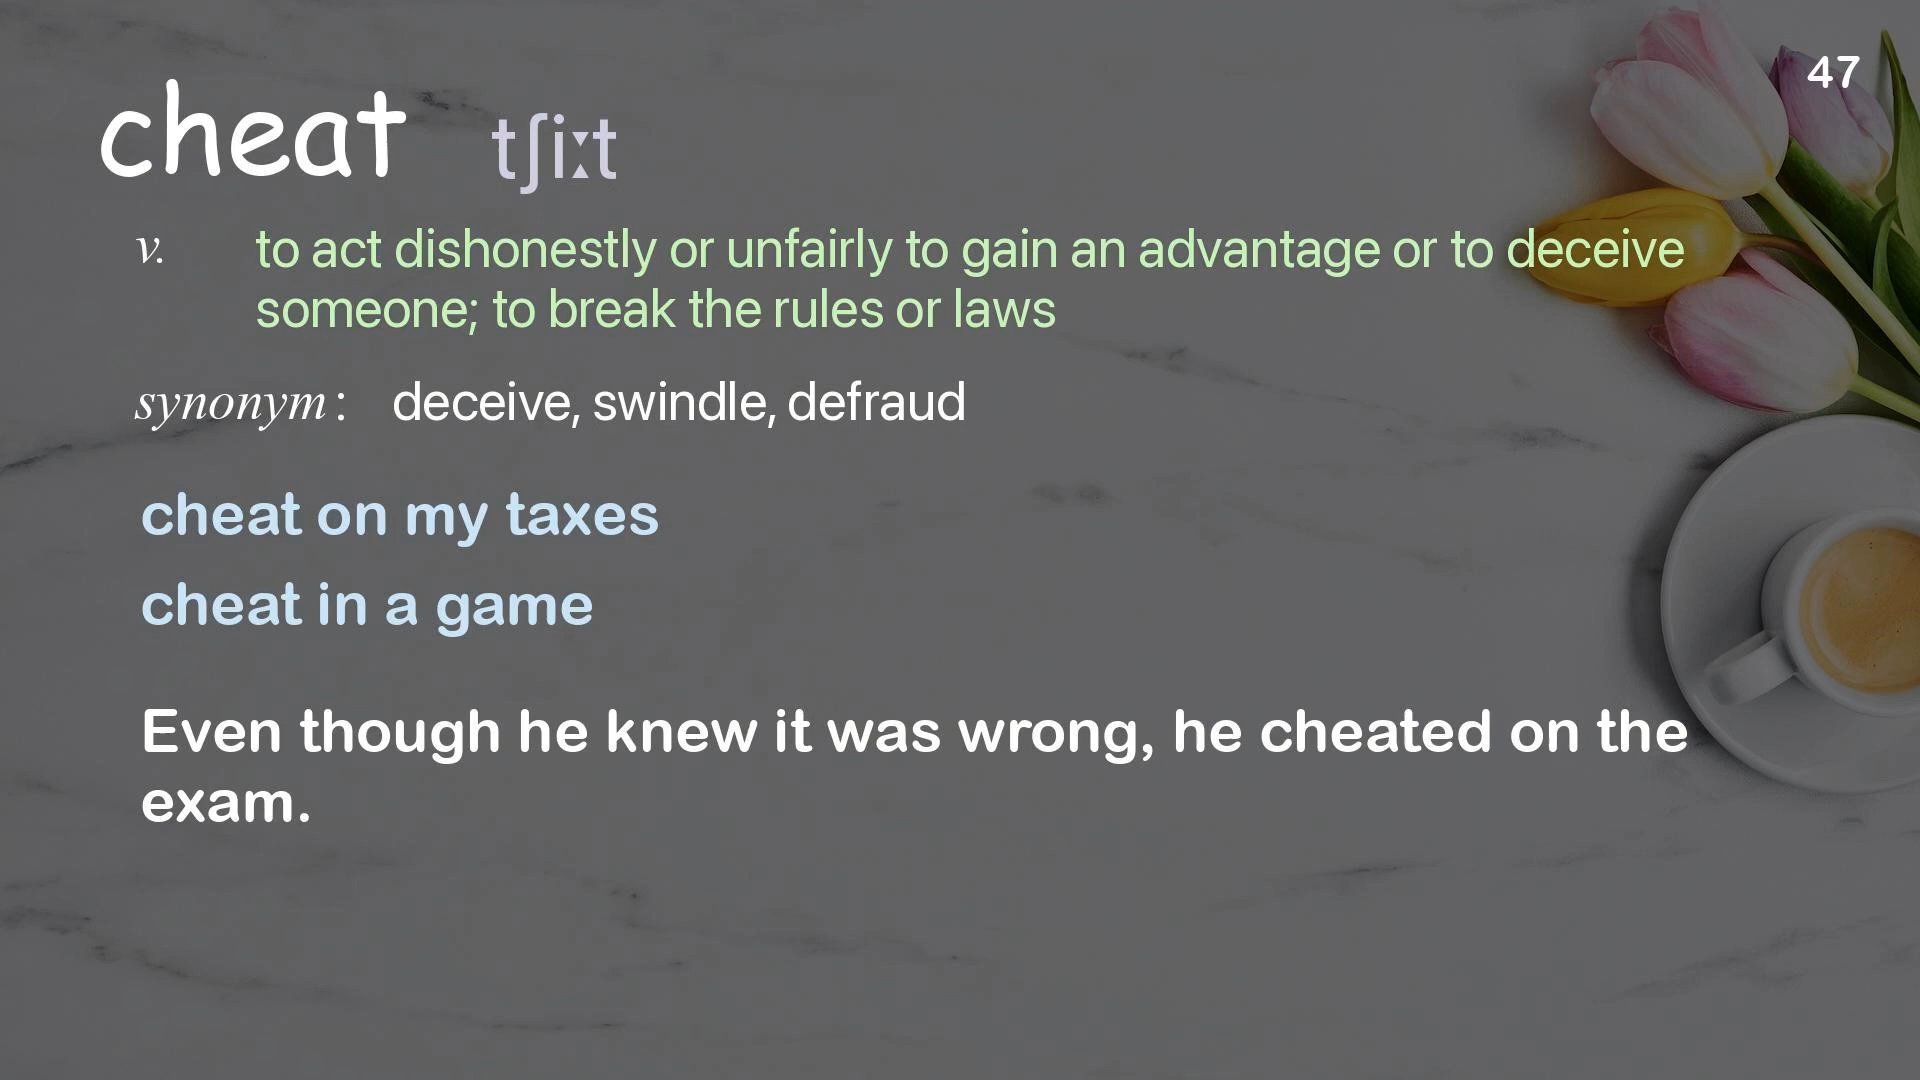 47
cheat tʃiːt
v. to act dishonestly or unfairly to gain an advantage or to deceive
someone; to break the rules or laws
synonym: deceive, swindle, defraud
cheat on my taxes
cheat in a game
Even though he knew it was wrong, he cheated on the
exam.